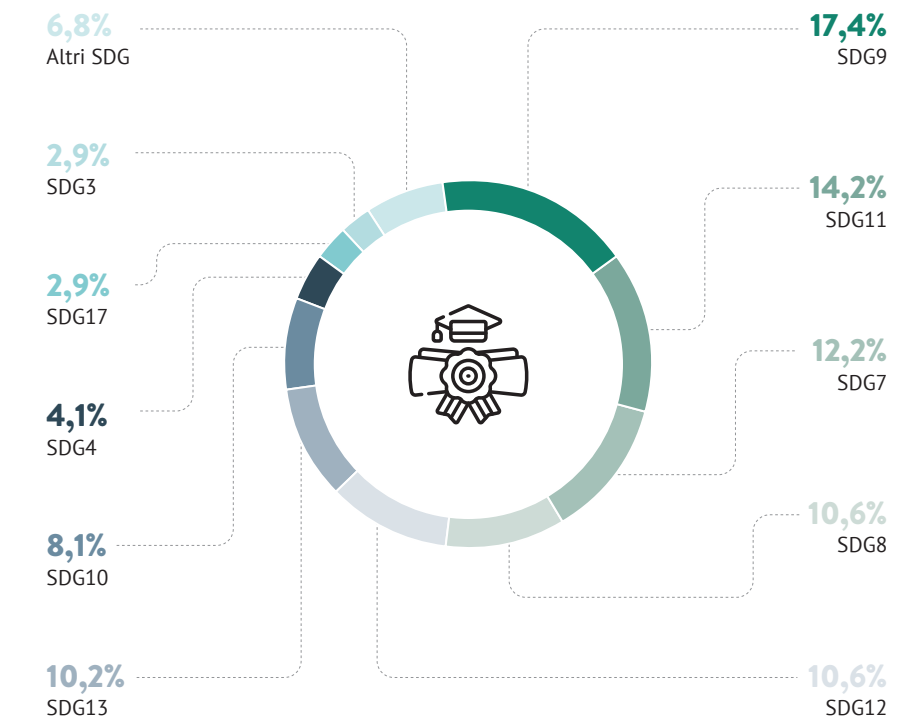 6,8%
Altri SDG
2,9%
SDG3
2,9%
SDG17
4,1%
SDG4
8,1%
SDG10
10,2%
SDG13
17,4%
SDG9
14,2%
SDG11
12,2%
SDG7
10,6%
SDG8
10,6%
SDG12